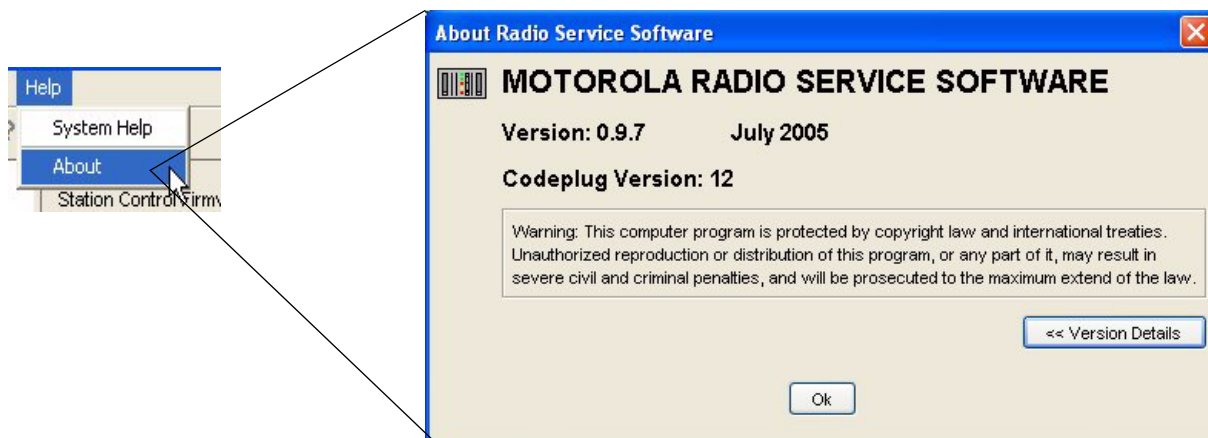 Help
System Help
About
Station Control Firmw
About Radio Service Software
MOTOROLA RADIO SERVICE SOFTWARE
Version: 0.9.7 July 2005
Codeplug Version: 12
Warning: This computer program is protected by copyright law and international treaties.
Unauthorized reproduction or distribution of this program, or any part of it, may result in
severe civil and criminal penalties, and will be prosecuted to the maximum extend of the law.
<< Version Details
Ok